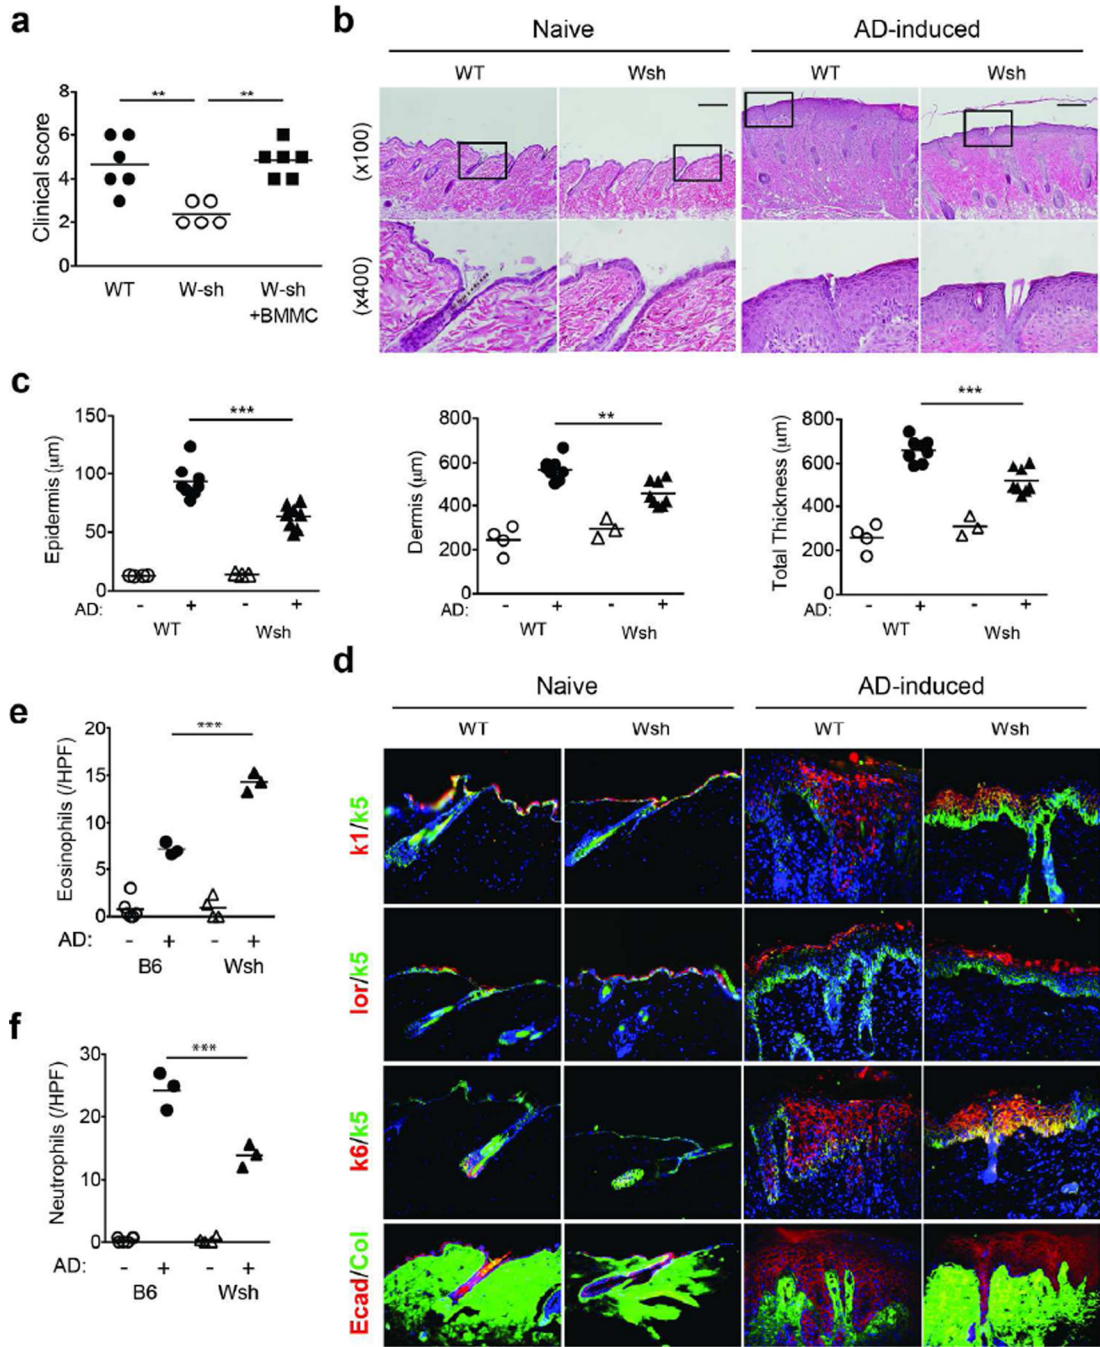 a
Clinical score
8
6
4
2
0
**
**
WT
W-sh
W-sh
+BMMC
b
Naive
AD-induced
WT
Wsh
WT
Wsh
(x100)
(x400)
c
Epidermis (µm)
150
100
50
0
***
AD: - + - +
WT Wsh
Dermis (µm)
800
600
400
200
0
**
AD: - + - +
WT Wsh
Total Thickness (µm)
800
600
400
200
0
***
AD: - + - +
WT Wsh
d
Naive
AD-induced
WT
Wsh
WT
Wsh
k1/k5
lor/k5
k6/k5
Ecad/Col
e
Eosinophils (/HPF)
20
15
10
5
0
***
AD: - + - +
B6 Wsh
f
Neutrophils (/HPF)
30
20
10
0
***
AD: - + - +
B6 Wsh